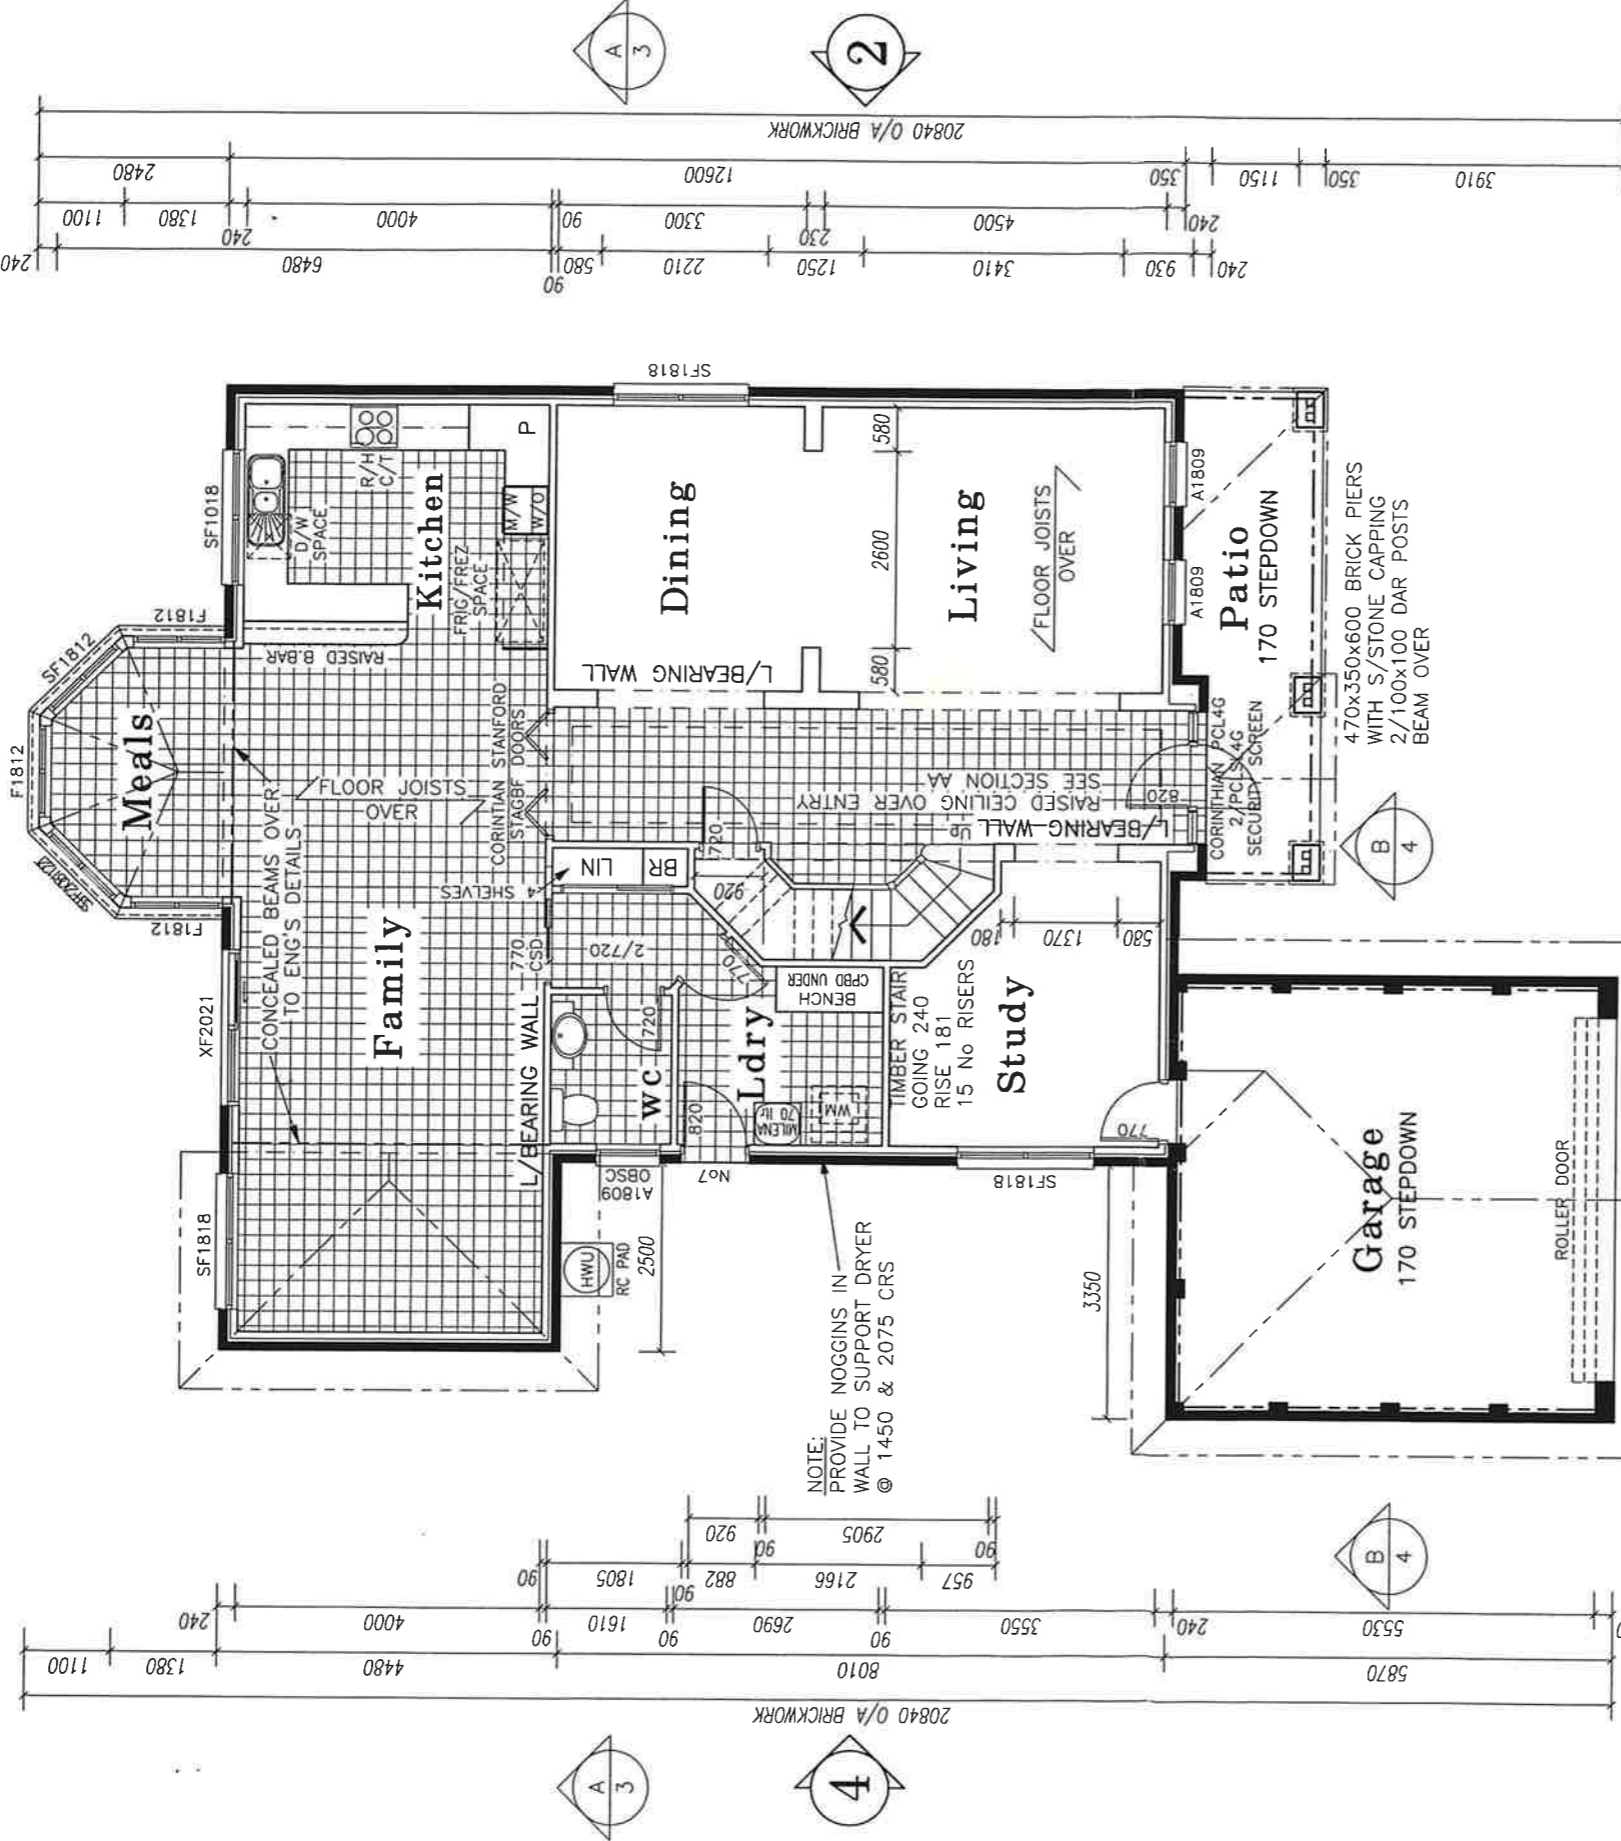 A
3
2
20840 O/A BRICKWORK
2480
12600
350
1150
350
3910
1100
1380
4000
90
3300
4500
240
240
240
6480
90
580
2210
230
1250
3410
930
240
SF1818
SF1018
F1812
SF1812
F1812
F1812
XF2021
SF1818
Meals
D/W
SPACE
R/H
C/T
P
Kitchen
M/W
W/O
FRIG/FREZ
SPACE
RAISED B.BAR
Dining
L/BEARING WALL
580
2600
580
Living
FLOOR JOISTS
OVER
A1809
A1809
Patio
170 STEPDOWN
470x350x600 BRICK PIERS
WITH S/STONE CAPPING
2/100x100 DAR POSTS
BEAM OVER
CONCEALED BEAMS OVER
TO ENG'S DETAILS
FLOOR JOISTS
OVER
CORINTIAN STANFORD
STAGBF DOORS
Family
4 SHELVES
LIN
BR
720
920
RAISED CEILING OVER ENTRY
SEE SECTION AA
UP
L/BEARING WALL
820
CORINTHIAN PCL4G
2/PCLS4G
SECURITY SCREEN
B
4
770
CSD
2/720
770
L/BEARING WALL
720
wc
BENCH
CPBD UNDER
Ldry
820
MILENA
70 ltr
WM
TIMBER STAIR
GOING 240
RISE 181
15 No RISERS
180
1370
580
Study
770
A1809
OBSC
No7
SF1818
HWU
RC PAD
2500
NOTE:
PROVIDE NOGGINS IN
WALL TO SUPPORT DRYER
@ 1450 & 2075 CRS
3350
Garage
170 STEPDOWN
ROLLER DOOR
920
90
2905
90
90
1805
90
882
2166
957
240
4000
90
1610
90
2690
90
3550
240
5530
1100
1380
4480
8010
5870
20840 O/A BRICKWORK
A
3
4
B
4